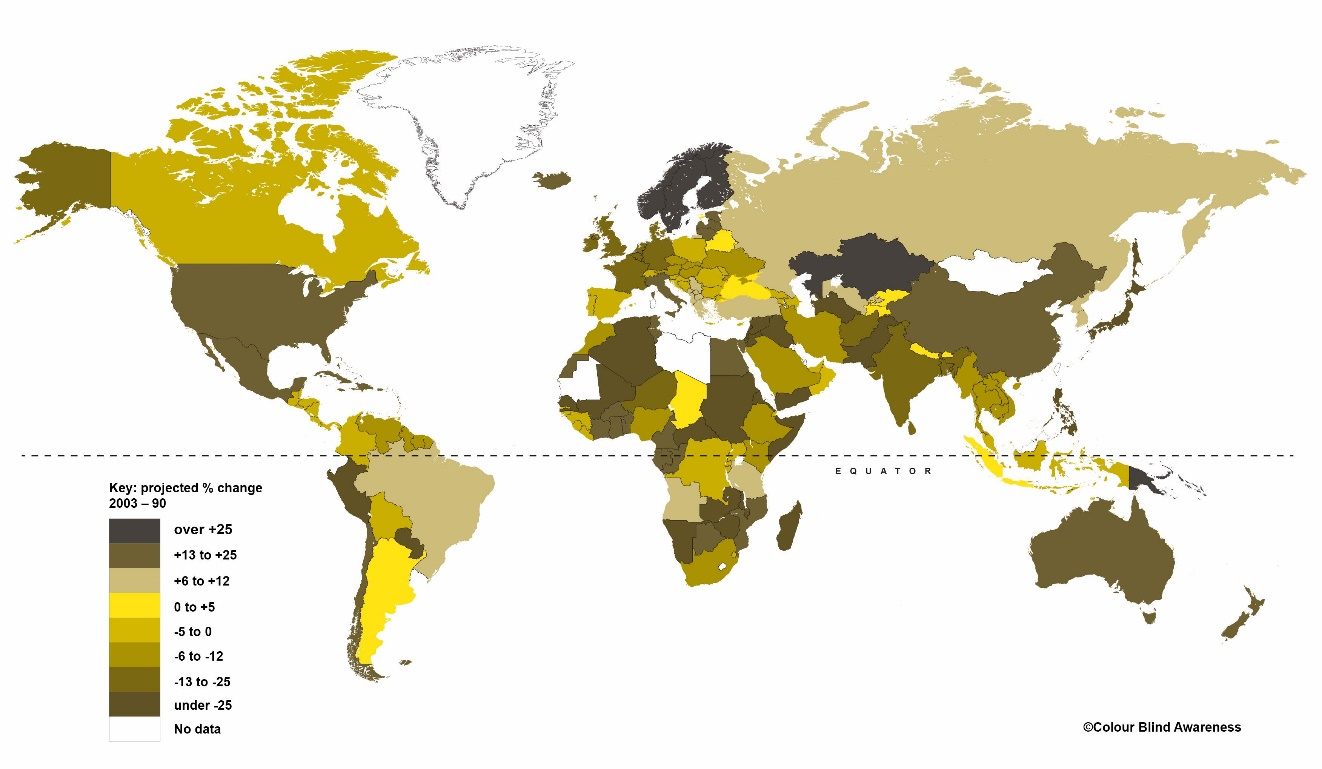 E Q U A T O R
Key: projected % change
2003 – 90
over +25
+13 to +25
+6 to +12
0 to +5
-5 to 0
-6 to -12
-13 to -25
under -25
No data
©Colour Blind Awareness